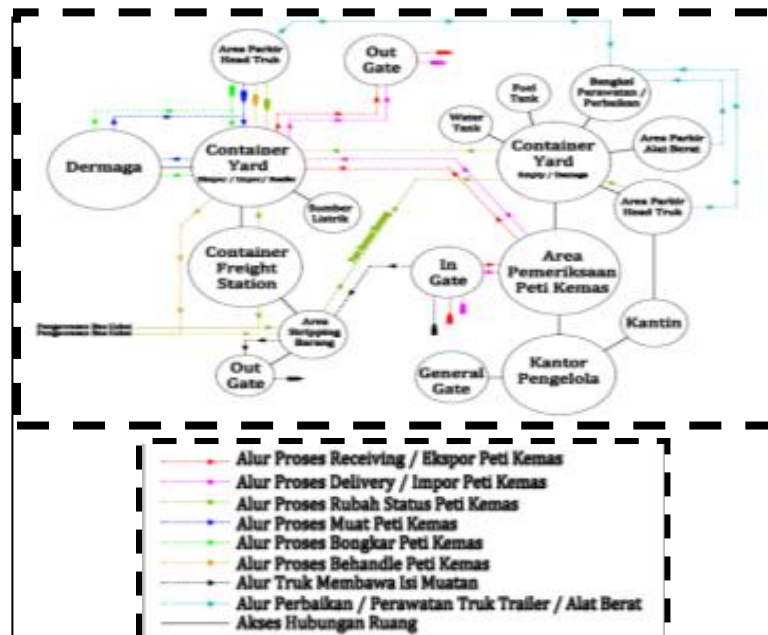 Area Parkir
Head Truk
Out
Gate
Fuel
Tank
Bengkel
Perawatan /
Perbaikan
Water
Tank
Dermaga
Container
Yard
Container
Yard
Empty / Damage
Area Parkir
Alat Berat
Sumber
Listrik
Area Parkir
Head Truk
Container
Freight
Station
In
Gate
Area
Pemeriksaan
Peti Kemas
Area
Stripping
Barang
Kantin
Out
Gate
General
Gate
Kantor
Pengelola
Alur Proses Receiving / Ekspor Peti Kemas
Alur Proses Delivery / Impor Peti Kemas
Alur Proses Rubah Status Peti Kemas
Alur Proses Muat Peti Kemas
Alur Proses Bongkar Peti Kemas
Alur Proses Behandle Peti Kemas
Alur Truk Membawa Isi Muatan
Alur Perbaikan / Perawatan Truk Trailer / Alat Berat
Akses Hubungan Ruang